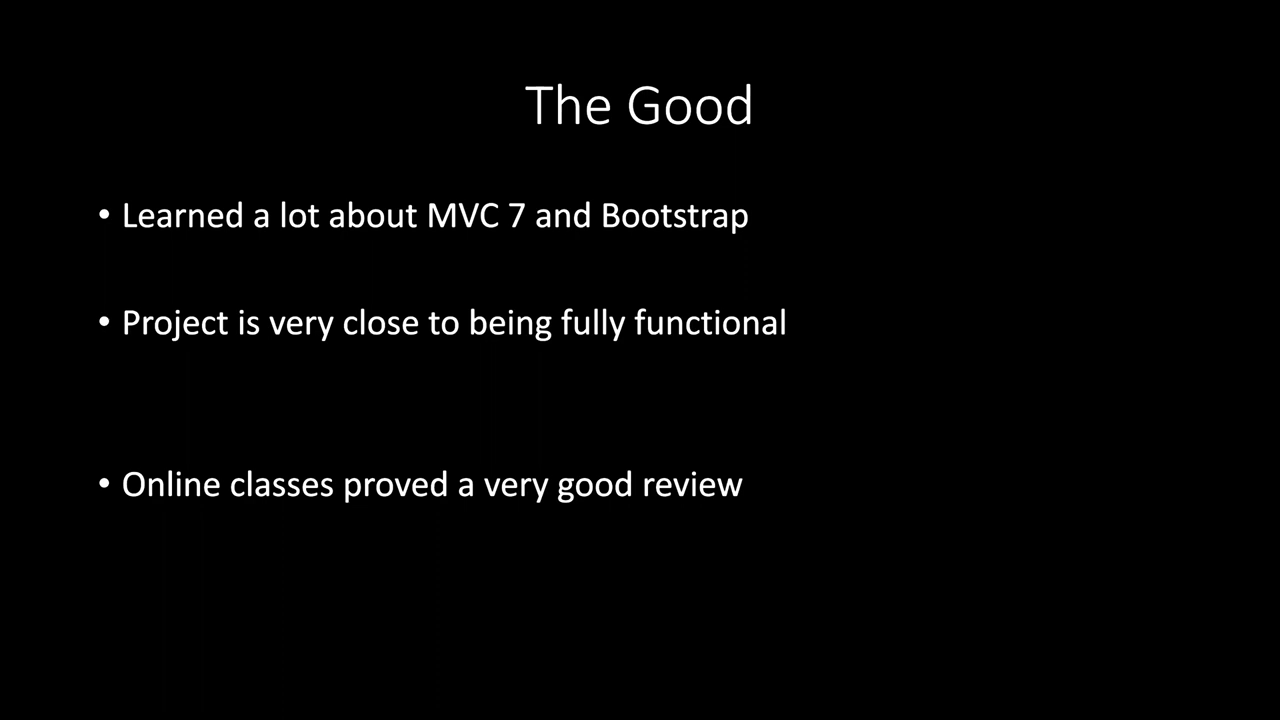 The Good
• Learned a lot about MVC 7 and Bootstrap
• Project is very close to being fully functional
• Online classes proved a very good review